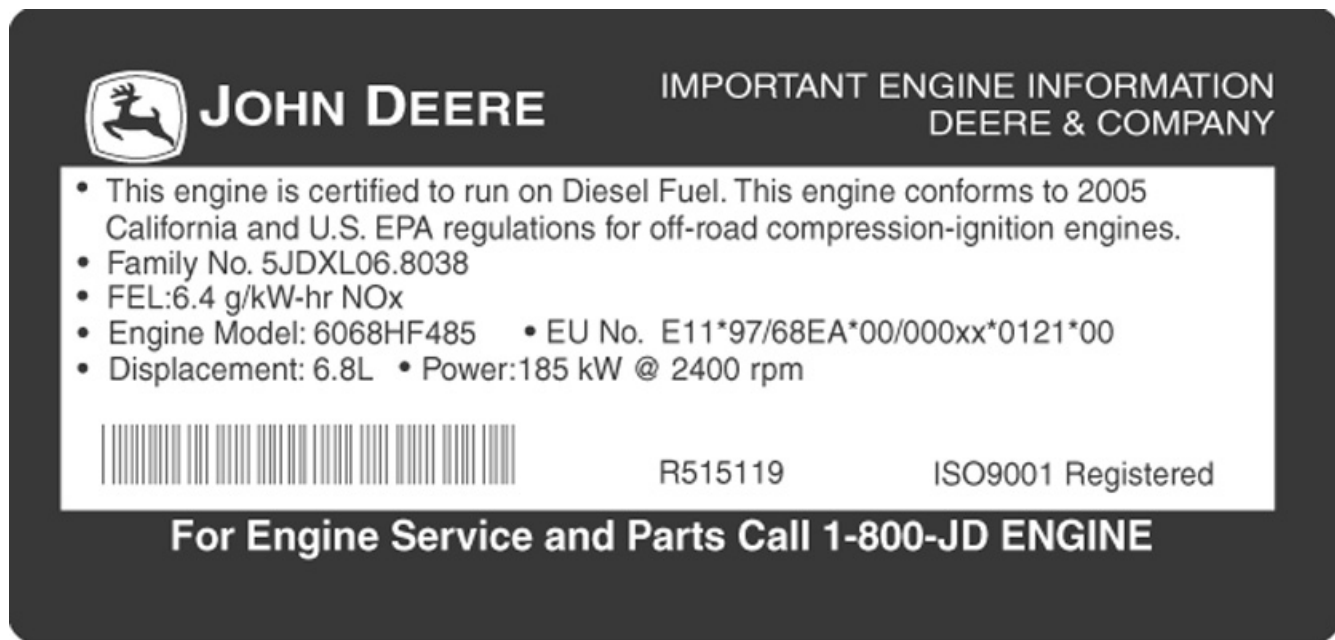 JOHN DEERE
IMPORTANT ENGINE INFORMATION
DEERE & COMPANY
• This engine is certified to run on Diesel Fuel. This engine conforms to 2005
California and U.S. EPA regulations for off-road compression-ignition engines.
• Family No. 5JDXL06.8038
• FEL:6.4 g/kW-hr NOx
• Engine Model: 6068HF485 • EU No. E11*97/68EA*00/000xx*0121*00
• Displacement: 6.8L • Power:185 kW @ 2400 rpm
R515119 ISO9001 Registered
For Engine Service and Parts Call 1-800-JD ENGINE